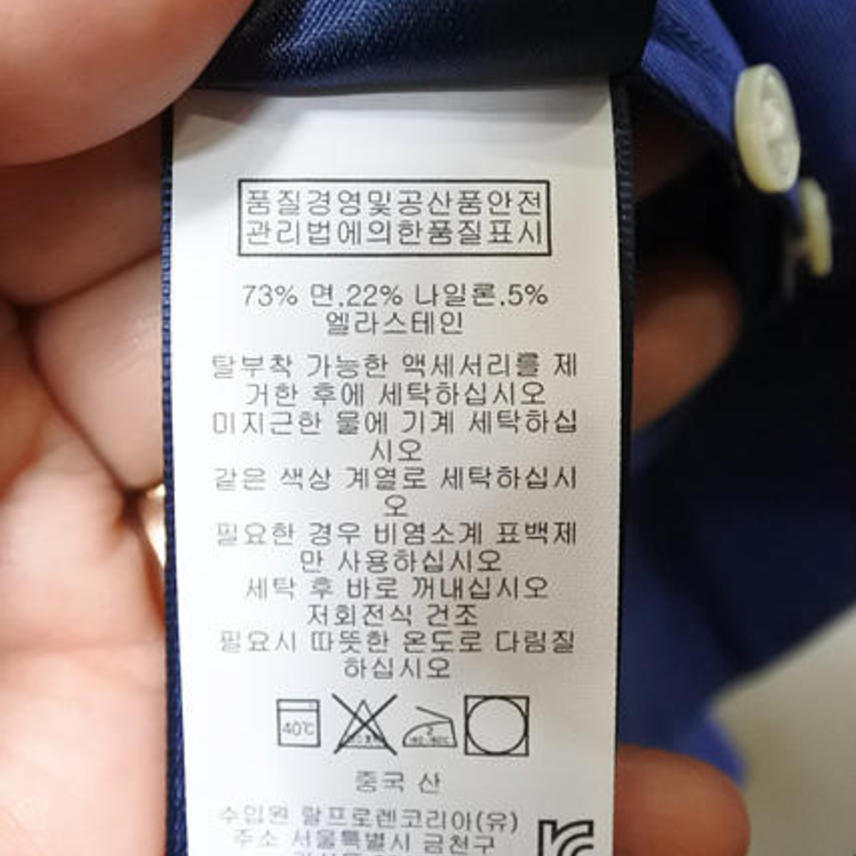 품질경영및공산품안전
관리법에의한품질표시
73% 면.22% 나일론.5%
엘라스테인
탈부착 가능한 액세서리를 제
거한 후에 세탁하십시오
미지근한 물에 기계 세탁하십
시오
같은 색상 계열로 세탁하십시
오
필요한 경우 비염소계 표백제
만 사용하십시오
세탁 후 바로 꺼내십시오
저회전식 건조
필요시 따뜻한 온도로 다림질
하십시오
40℃
중국 산
수입원 랄프로렌코리아(유)
주소 서울특별시 금천구